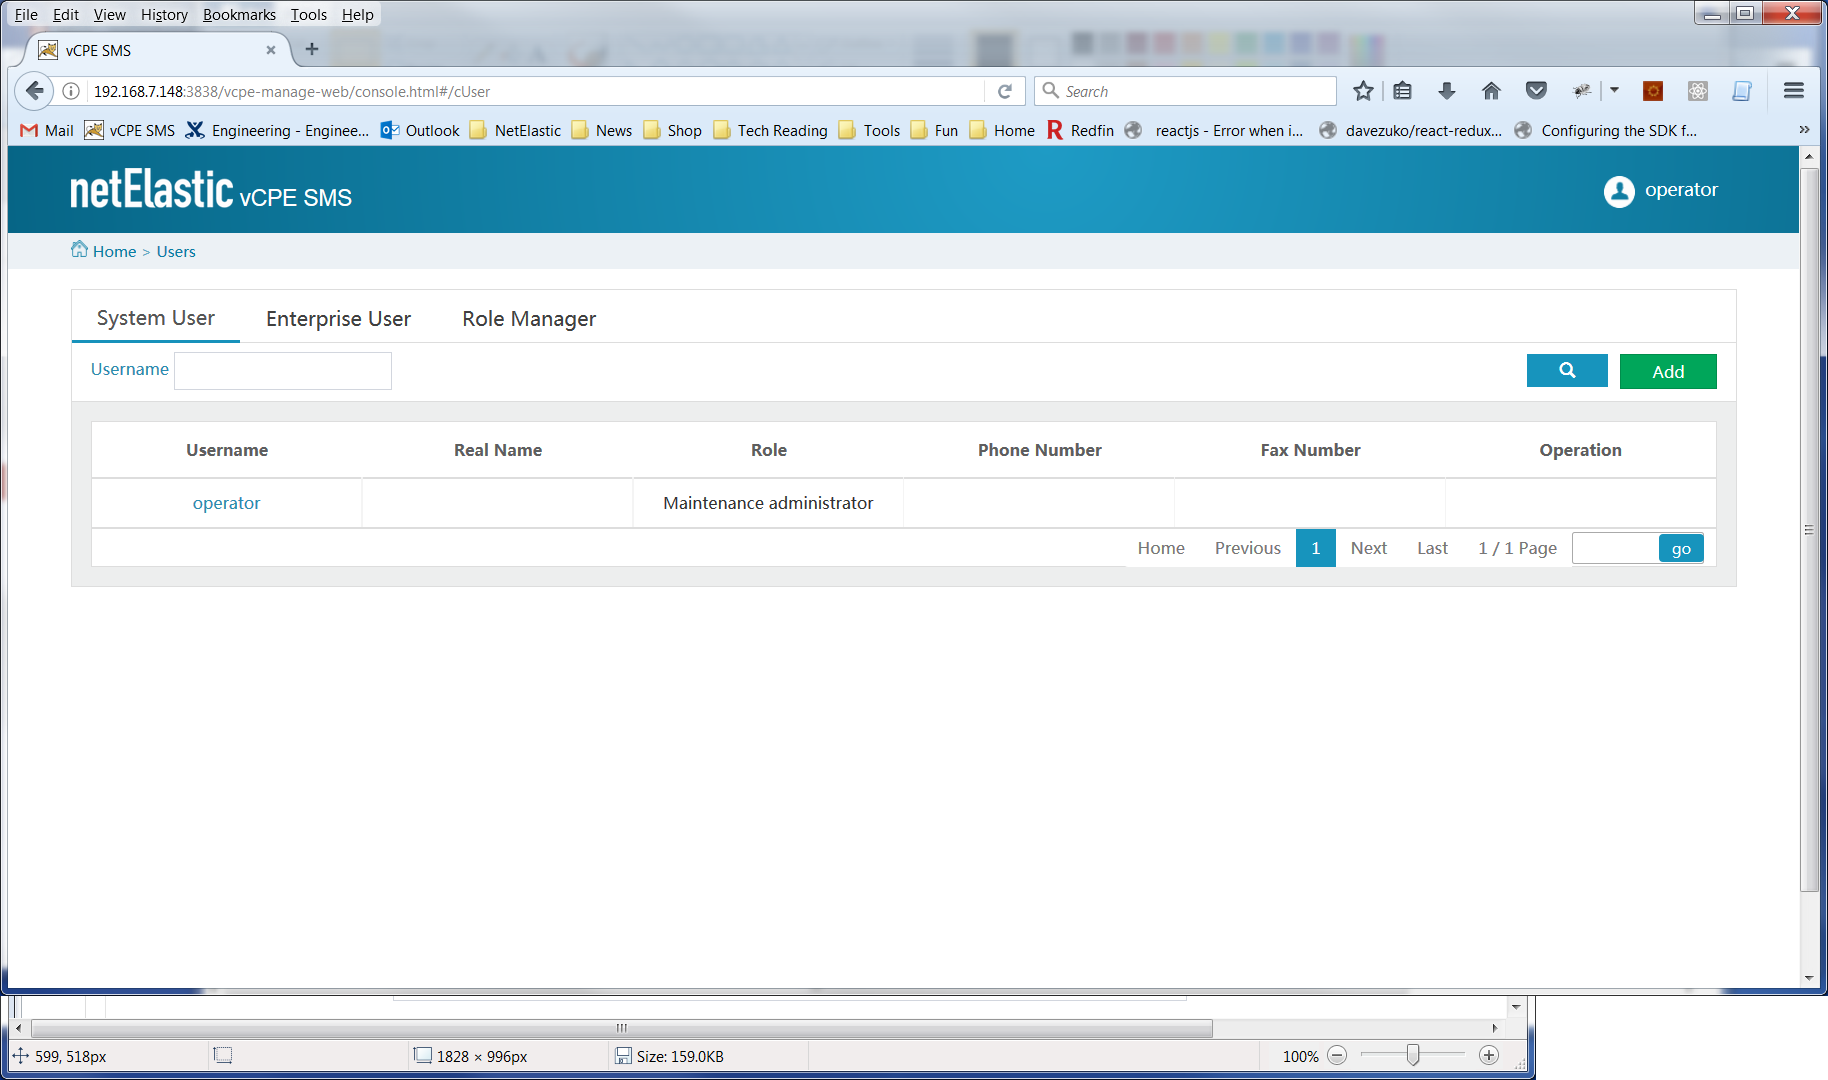 File Edit View History Bookmarks Tools Help
vCPE SMS
192.168.7.148:3838/vcpe-manage-web/console.html#/cUser
Search
Mail vCPE SMS Engineering - Enginee... Outlook NetElastic News Shop Tech Reading Tools Fun Home Redfin reactjs - Error when i... davezuko/react-redux... Configuring the SDK f...
netElastic vCPE SMS
operator
Home > Users
System User Enterprise User Role Manager
Username
Add
Username Real Name Role Phone Number Fax Number Operation
operator Maintenance administrator
Home Previous 1 Next Last 1 / 1 Page go
599, 518px 1828 × 996px Size: 159.0KB 100%